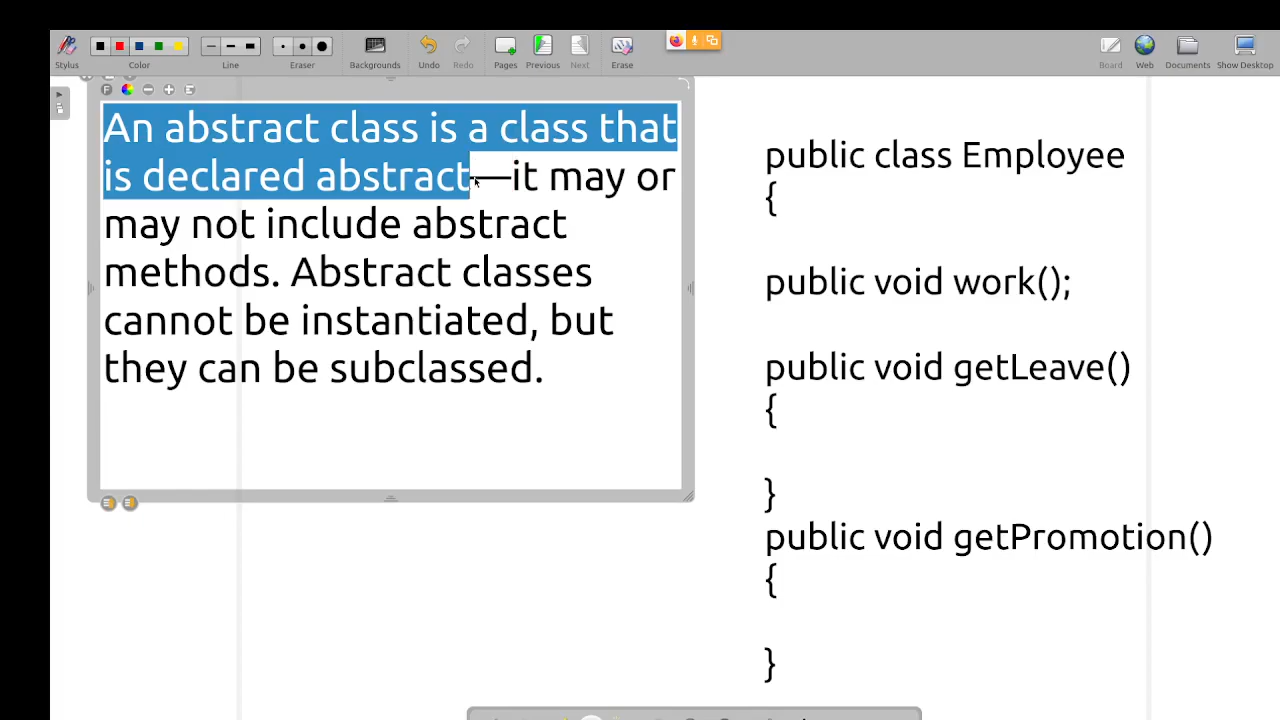 Stylus
Color
Line
Eraser
Backgrounds
Undo
Redo
Pages
Previous
Next
Erase
Board
Web
Documents
Show Desktop
An abstract class is a class that
is declared abstract—it may or
may not include abstract
methods. Abstract classes
cannot be instantiated, but
they can be subclassed.
public class Employee
{
public void work();
public void getLeave()
{
}
public void getPromotion()
{
}